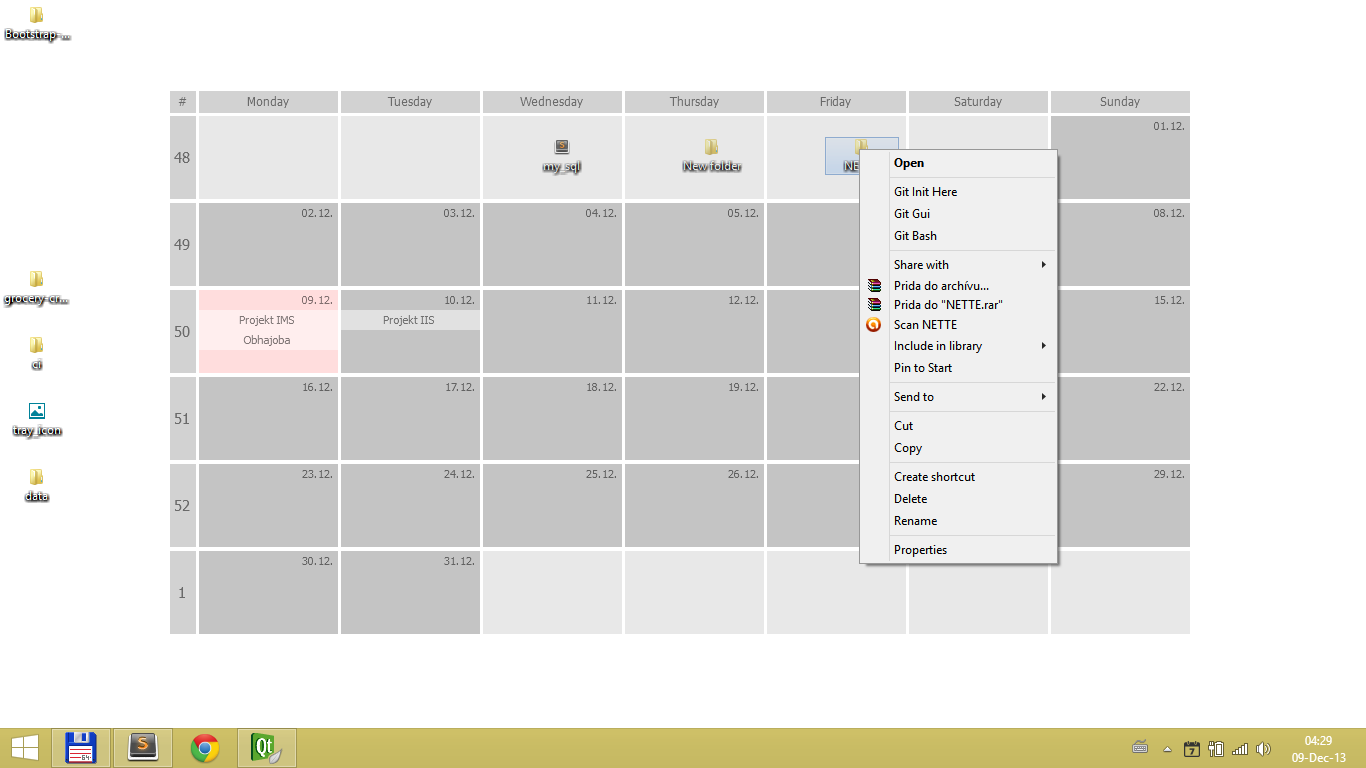 Bootstrap-...
# Monday Tuesday Wednesday Thursday Friday Saturday Sunday
48 01.12.
my_sql New folder
49 02.12. 03.12. 04.12. 05.12. 08.12.
50 09.12. 10.12. 11.12. 12.12. 15.12.
Projekt IMS Projekt IIS
Obhajoba
51 16.12. 17.12. 18.12. 19.12. 22.12.
52 23.12. 24.12. 25.12. 26.12. 29.12.
1 30.12. 31.12.
grocery-cr...
ci
tray_icon
data
Open
Git Init Here
Git Gui
Git Bash
Share with
Prida do archívu...
Prida do "NETTE.rar"
Scan NETTE
Include in library
Pin to Start
Send to
Cut
Copy
Create shortcut
Delete
Rename
Properties
64
S
Qt
7
04:29
09-Dec-13